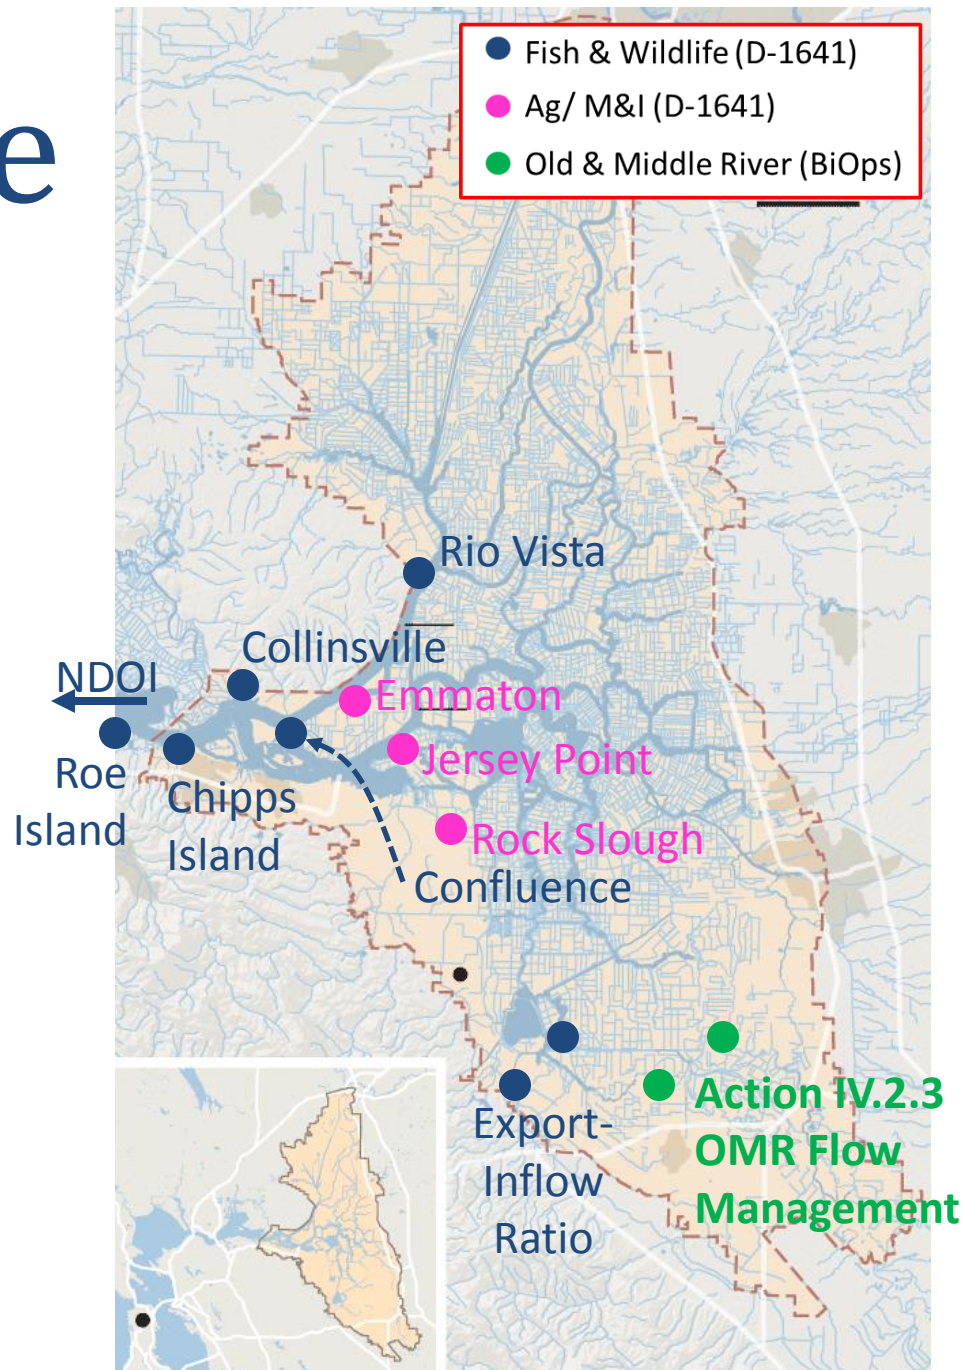 e
Fish & Wildlife (D-1641)
Ag/ M&I (D-1641)
Old & Middle River (BiOps)
Rio Vista
Collinsville
NDOI
Emmaton
Jersey Point
Roe
Island
Chipps
Island
Rock Slough
Confluence
Export-
Inflow
Ratio
Action IV.2.3
OMR Flow
Management